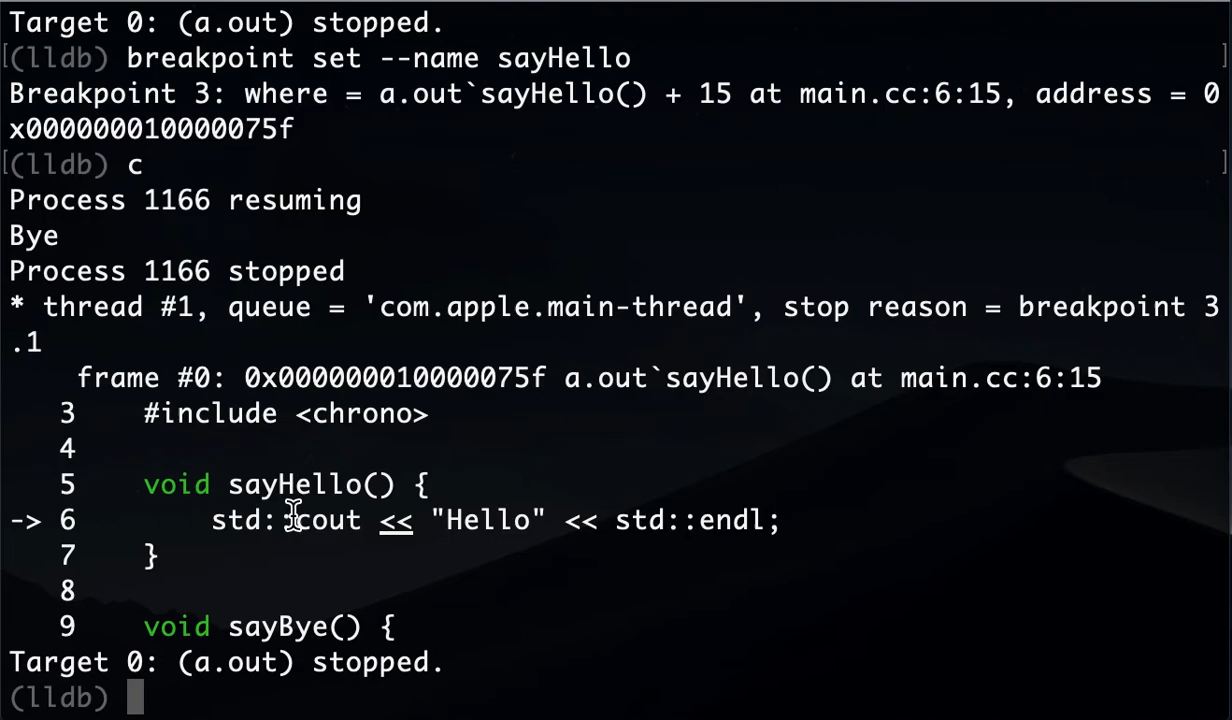 Target 0: (a.out) stopped.
[(lldb) breakpoint set --name sayHello ]
Breakpoint 3: where = a.out`sayHello() + 15 at main.cc:6:15, address = 0
x000000010000075f
[(lldb) c ]
Process 1166 resuming
Bye
Process 1166 stopped
* thread #1, queue = 'com.apple.main-thread', stop reason = breakpoint 3
.1
    frame #0: 0x000000010000075f a.out`sayHello() at main.cc:6:15
   3    #include <chrono>
   4
   5    void sayHello() {
-> 6        std::cout << "Hello" << std::endl;
   7    }
   8
   9    void sayBye() {
Target 0: (a.out) stopped.
(lldb)